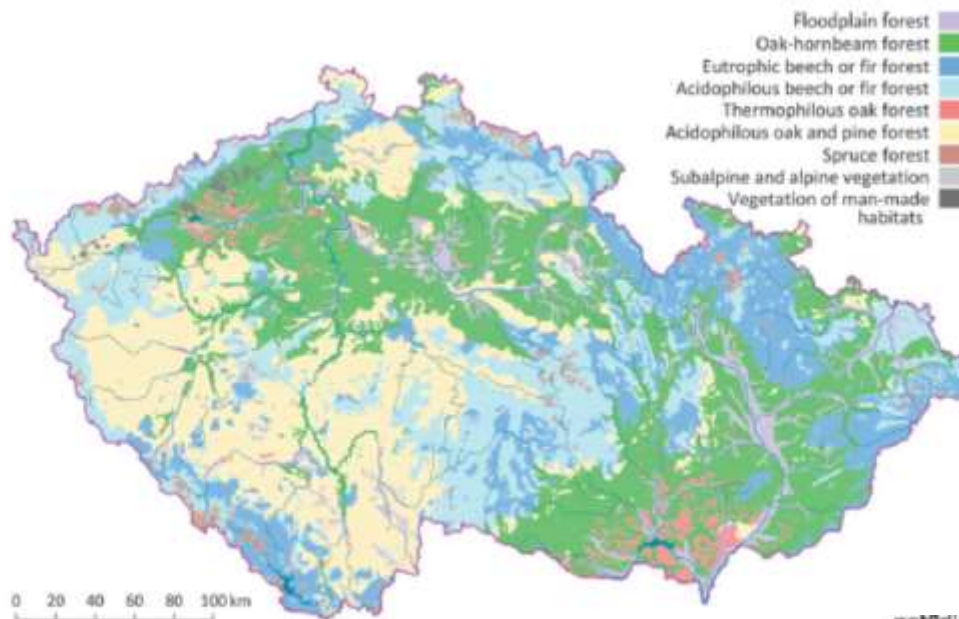 Floodplain forest
Oak-hornbeam forest
Eutrophic beech or fir forest
Acidophilous beech or fir forest
Thermophilous oak forest
Acidophilous oak and pine forest
Spruce forest
Subalpine and alpine vegetation
Vegetation of man-made
habitats
0 20 40 60 80 100 km